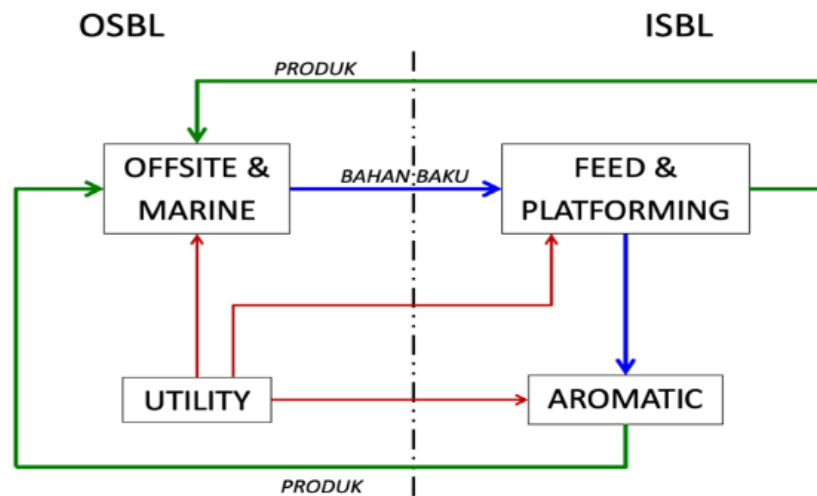 OSBL
ISBL
PRODUK
OFFSITE &
MARINE
BAHAN BAKU
FEED &
PLATFORMING
UTILITY
AROMATIC
PRODUK